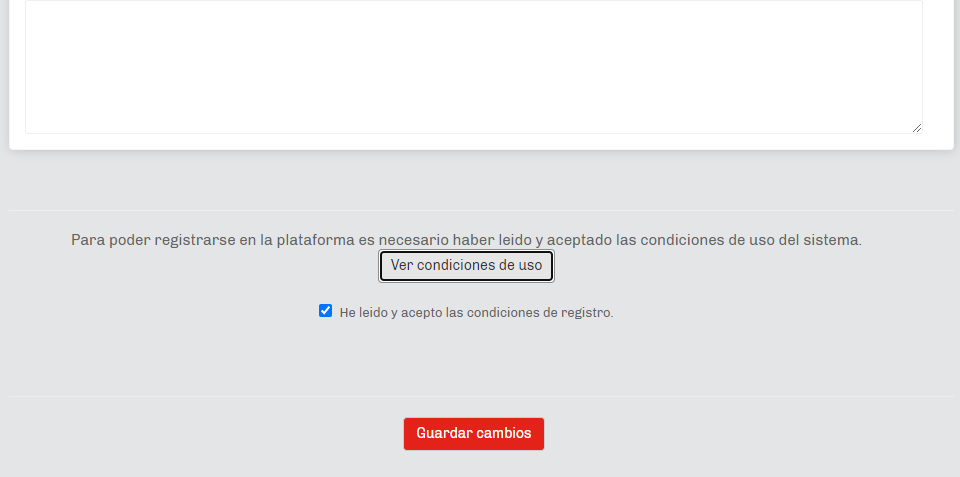 Para poder registrarse en la plataforma es necesario haber leido y aceptado las condiciones de uso del sistema.
Ver condiciones de uso
He leido y acepto las condiciones de registro.
Guardar cambios